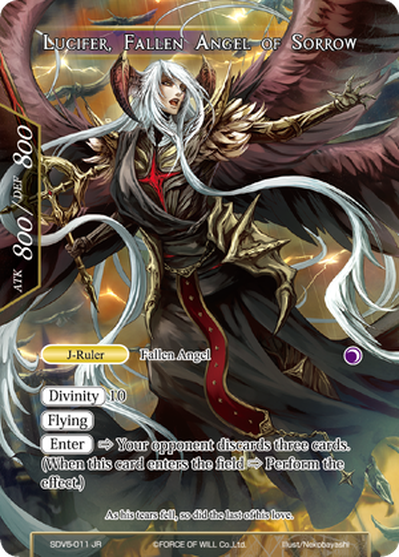 Lucifer, Fallen Angel of Sorrow
ATK 800 / DEF 800
J-Ruler Fallen Angel
Divinity 10
Flying
Enter ⇨ Your opponent discards three cards.
(When this card enters the field ⇨ Perform the
effect.)
As his tears fell, so did the last of his love.
SDV5-011 JR ©FORCE OF WILL Co.,Ltd. Illust/Nekobayashi